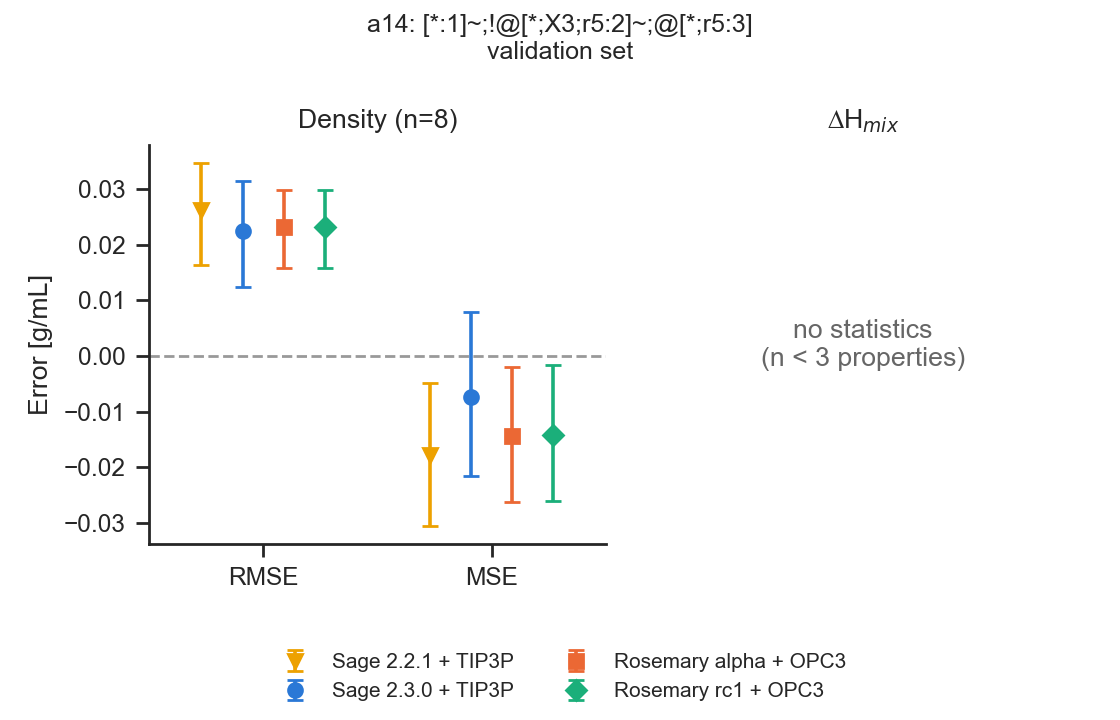 a14: [*:1]~;!@[*;X3;r5:2]~;@[*;r5:3]
validation set
Density (n=8)
ΔH_mix
Error [g/mL]
0.03
0.02
0.01
0.00
−0.01
−0.02
−0.03
RMSE
MSE
no statistics
(n < 3 properties)
Sage 2.2.1 + TIP3P
Sage 2.3.0 + TIP3P
Rosemary alpha + OPC3
Rosemary rc1 + OPC3